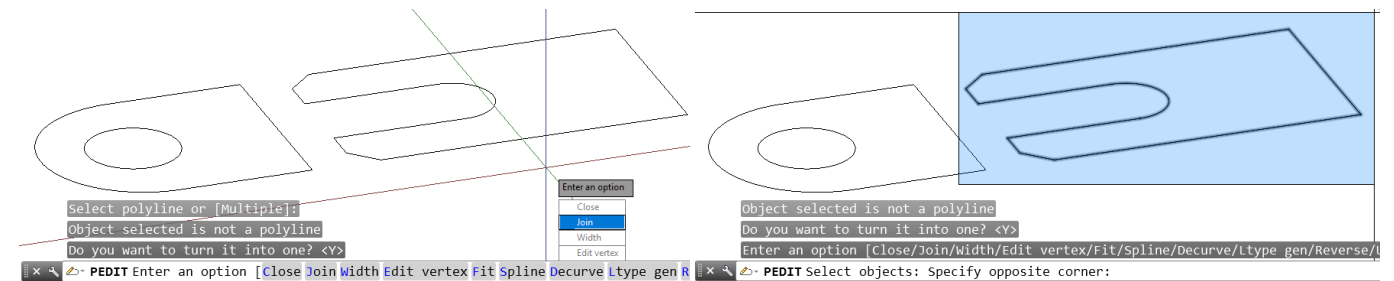 Enter an option
Close
Join
Width
Edit vertex
Select polyline or [Multiple]:
Object selected is not a polyline
Do you want to turn it into one? <Y>
PEDIT Enter an option [Close Join Width Edit vertex Fit Spline Decurve Ltype gen R
Object selected is not a polyline
Do you want to turn it into one? <Y>
Enter an option [Close/Join/Width/Edit vertex/Fit/Spline/Decurve/Ltype gen/Reverse/U
PEDIT Select objects: Specify opposite corner: